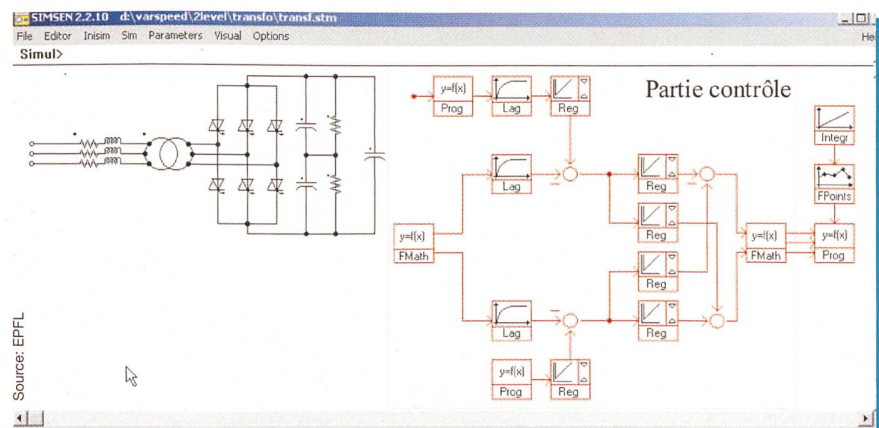 SIMSEN 2.2.10 d:\varspeed\2level\transfo\transf.stm
File Editor Inisim Sim Parameters Visual Options He
Simul>
Partie contrôle
y=f(x)
Prog
Lag
Reg
Integr
Lag
Reg
FPoints
Reg
y=f(x)
FMath
y=f(x)
FMath
y=f(x)
Prog
Reg
Lag
Reg
y=f(x)
Prog
Reg
Source: EPFL